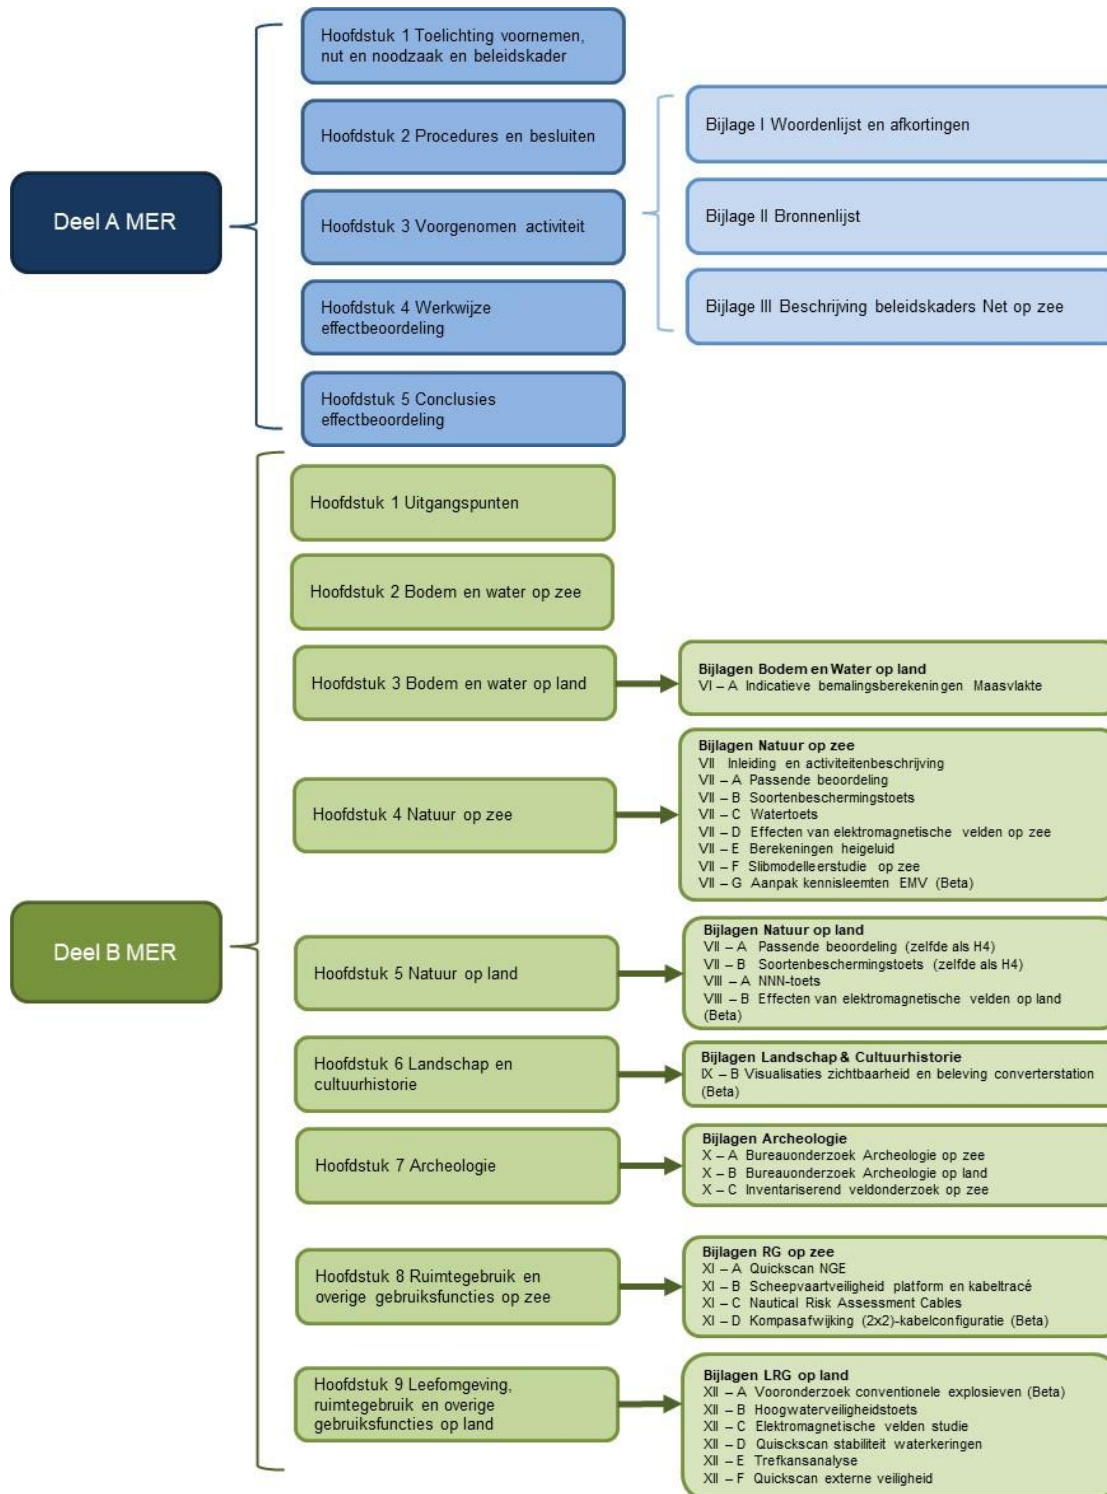 Deel A MER
Hoofdstuk 1 Toelichting voornemen,
nut en noodzaak en beleidskader
Hoofdstuk 2 Procedures en besluiten
Hoofdstuk 3 Voorgenomen activiteit
Hoofdstuk 4 Werkwijze
effectbeoordeling
Hoofdstuk 5 Conclusies
effectbeoordeling
Bijlage I Woordenlijst en afkortingen
Bijlage II Bronnenlijst
Bijlage III Beschrijving beleidskaders Net op zee
Deel B MER
Hoofdstuk 1 Uitgangspunten
Hoofdstuk 2 Bodem en water op zee
Hoofdstuk 3 Bodem en water op land
Bijlagen Bodem en Water op land
VI – A Indicatieve bemalingsberekeningen Maasvlakte
Hoofdstuk 4 Natuur op zee
Bijlagen Natuur op zee
VII Inleiding en activiteitenbeschrijving
VII – A Passende beoordeling
VII – B Soortenbeschermingstoets
VII – C Watertoets
VII – D Effecten van elektromagnetische velden op zee
VII – E Berekeningen heigeluid
VII – F Slibmodelleerstudie op zee
VII – G Aanpak kennisleemten EMV (Beta)
Hoofdstuk 5 Natuur op land
Bijlagen Natuur op land
VII – A Passende beoordeling (zelfde als H4)
VII – B Soortenbeschermingstoets (zelfde als H4)
VIII – A NNN-toets
VIII – B Effecten van elektromagnetische velden op land
(Beta)
Hoofdstuk 6 Landschap en
cultuurhistorie
Bijlagen Landschap & Cultuurhistorie
IX – B Visualisaties zichtbaarheid en beleving converterstation
(Beta)
Hoofdstuk 7 Archeologie
Bijlagen Archeologie
X – A Bureauonderzoek Archeologie op zee
X – B Bureauonderzoek Archeologie op land
X – C Inventariserend veldonderzoek op zee
Hoofdstuk 8 Ruimtegebruik en
overige gebruiksfuncties op zee
Bijlagen RG op zee
XI – A Quickscan NGE
XI – B Scheepvaartveiligheid platform en kabeltracé
XI – C Nautical Risk Assessment Cables
XI – D Kompasafwijking (2x2)-kabelconfiguratie (Beta)
Hoofdstuk 9 Leefomgeving,
ruimtegebruik en overige
gebruiksfuncties op land
Bijlagen LRG op land
XII – A Vooronderzoek conventionele explosieven (Beta)
XII – B Hoogwaterveiligheidstoets
XII – C Elektromagnetische velden studie
XII – D Quisckscan stabiliteit waterkeringen
XII – E Trefkansanalyse
XII – F Quickscan externe veiligheid